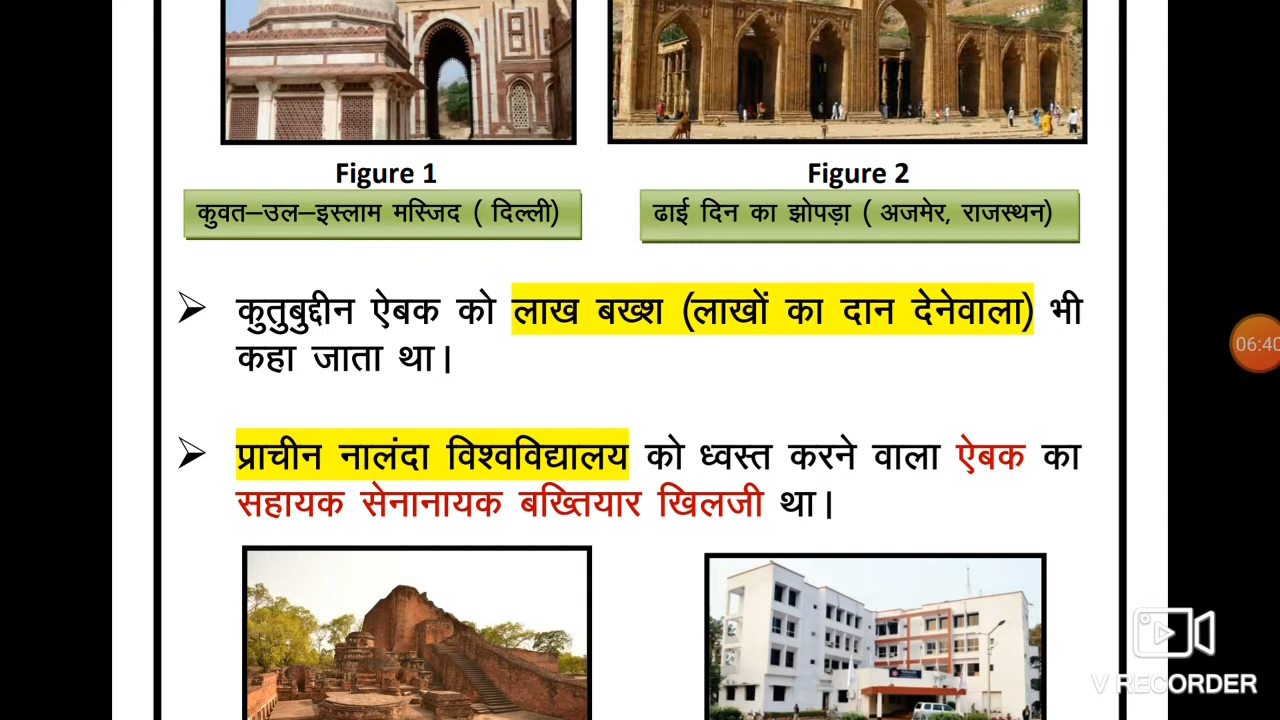 Figure 1
Figure 2
कुवत–उल–इस्लाम मस्जिद ( दिल्ली)
ढाई दिन का झोपड़ा ( अजमेर, राजस्थान)
➢ कुतुबुद्दीन ऐबक को लाख बख्श (लाखों का दान देनेवाला) भी
कहा जाता था।
➢ प्राचीन नालंदा विश्वविद्यालय को ध्वस्त करने वाला ऐबक का
सहायक सेनानायक बख्तियार खिलजी था।
06:40
V RECORDER